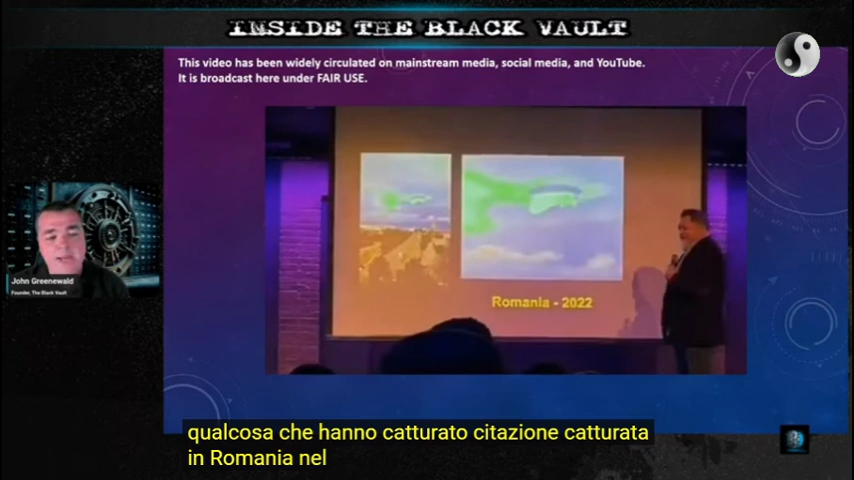 INSIDE THE BLACK VAULT
This video has been widely circulated on mainstream media, social media, and YouTube.
It is broadcast here under FAIR USE.
John Greenewald
Founder, The Black Vault
Romania - 2022
qualcosa che hanno catturato citazione catturata
in Romania nel